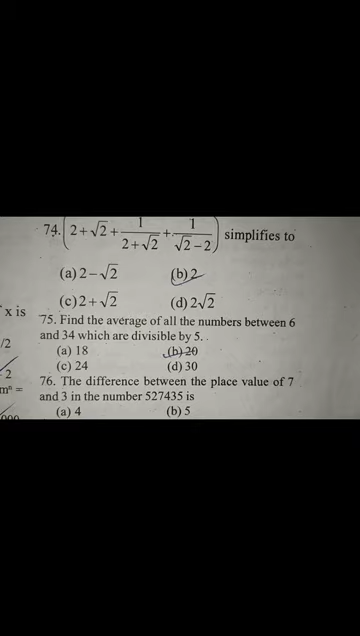 74. (2+√2+ 1/(2+√2) + 1/(√2−2)) simplifies to
(a) 2−√2 (b) 2
(c) 2+√2 (d) 2√2
x is
75. Find the average of all the numbers between 6
and 34 which are divisible by 5.
/2
(a) 18 (b) 20
(c) 24 (d) 30
2
76. The difference between the place value of 7
mⁿ =
and 3 in the number 527435 is
(a) 4 (b) 5